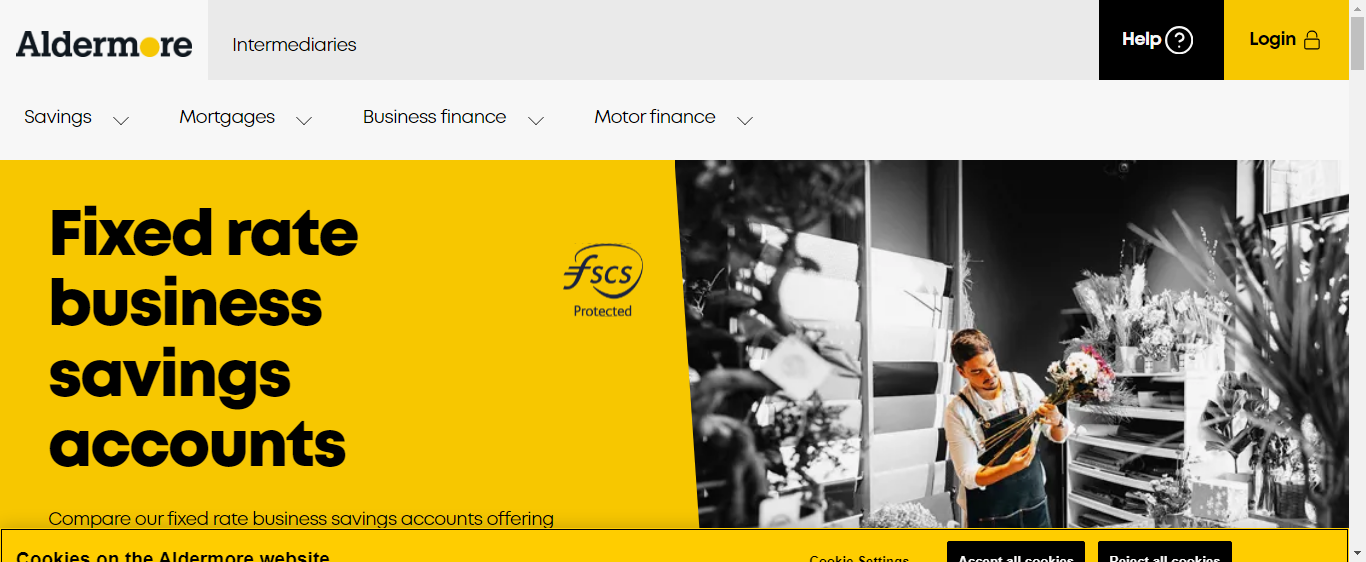 Aldermore
Intermediaries
Help
Login
Savings
Mortgages
Business finance
Motor finance
Fixed rate
business
savings
accounts
fscs
Protected
Compare our fixed rate business savings accounts offering
Cookies on the Aldermore website
Cookie Settings
Accept all cookies
Reject all cookies